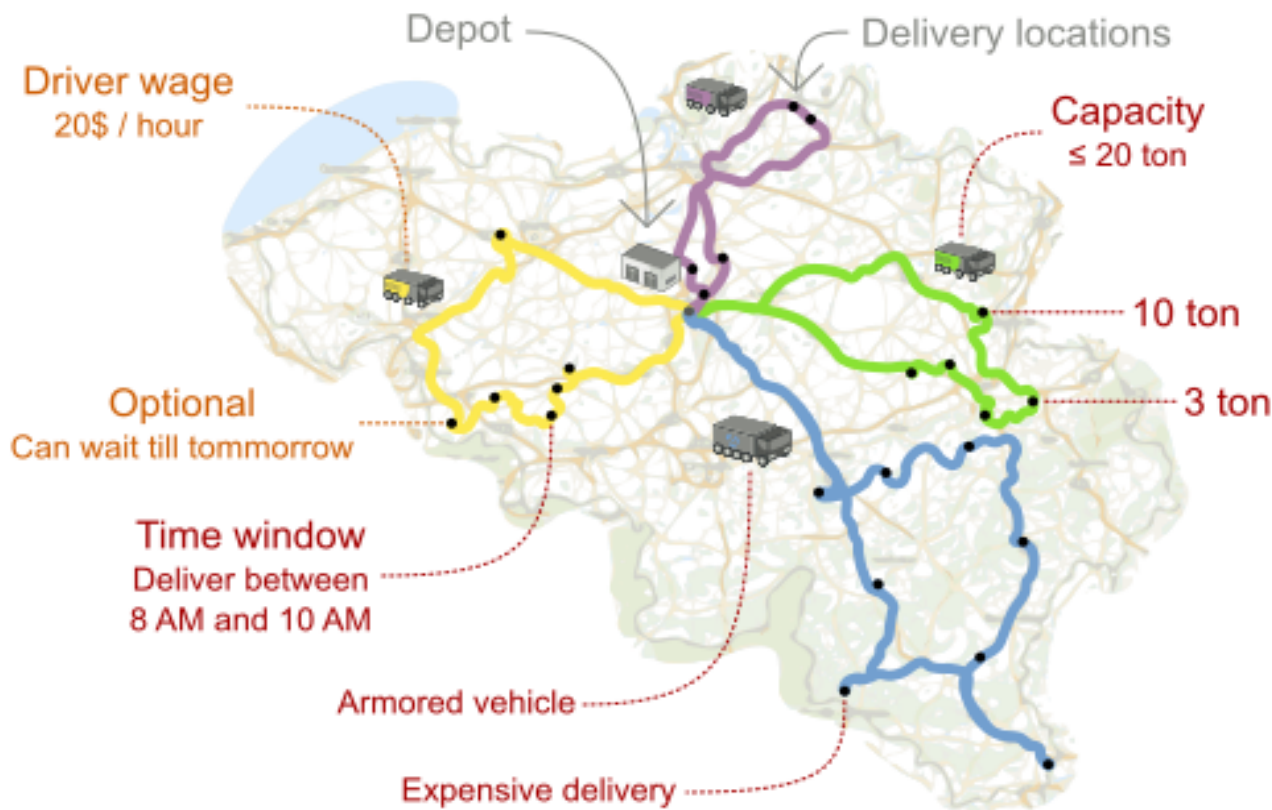 Depot
Delivery locations
Driver wage
20$ / hour
Capacity
≤ 20 ton
10 ton
3 ton
Optional
Can wait till tommorrow
Time window
Deliver between
8 AM and 10 AM
Armored vehicle
Expensive delivery